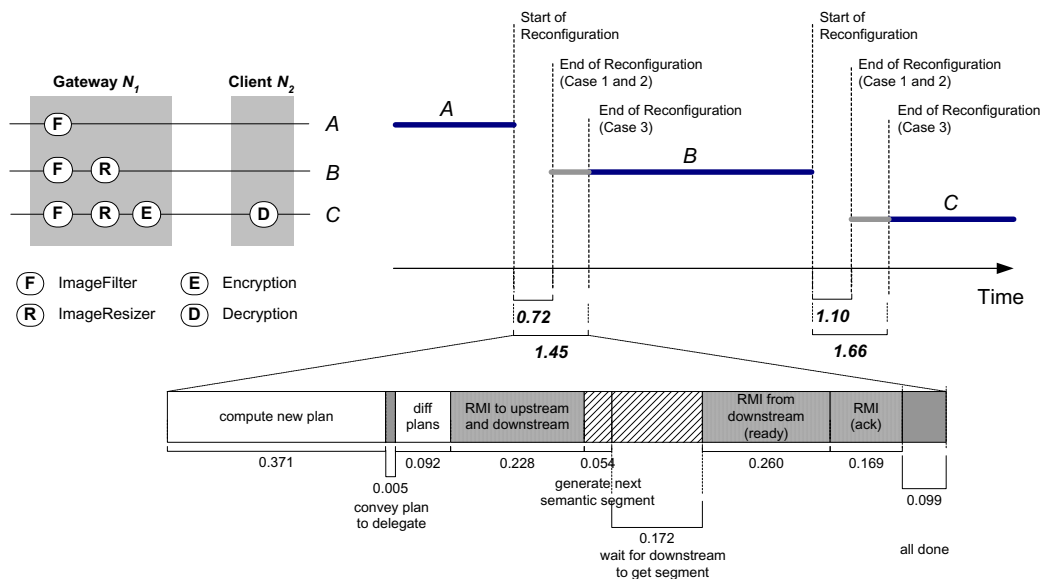 Gateway N1
Client N2
F
A
F
R
B
F
R
E
D
C
F
ImageFilter
E
Encryption
R
ImageResizer
D
Decryption
Start of
Reconfiguration
End of Reconfiguration
(Case 1 and 2)
End of Reconfiguration
(Case 3)
Start of
Reconfiguration
End of Reconfiguration
(Case 1 and 2)
End of Reconfiguration
(Case 3)
A
B
C
Time
0.72
1.45
1.10
1.66
compute new plan
diff
plans
RMI to upstream
and downstream
RMI from
downstream
(ready)
RMI
(ack)
0.371
0.005
convey plan
to delegate
0.092
0.228
0.054
generate next
semantic segment
0.172
wait for downstream
to get segment
0.260
0.169
0.099
all done